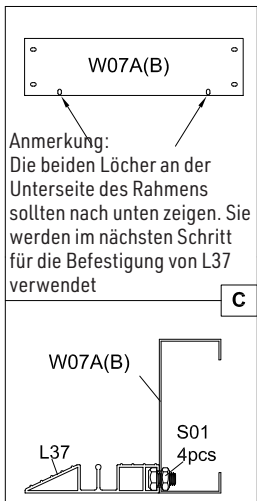 W07A(B)
Anmerkung:
Die beiden Löcher an der
Unterseite des Rahmens
sollten nach unten zeigen. Sie
werden im nächsten Schritt
für die Befestigung von L37
verwendet
C
W07A(B)
L37
S01
4pcs